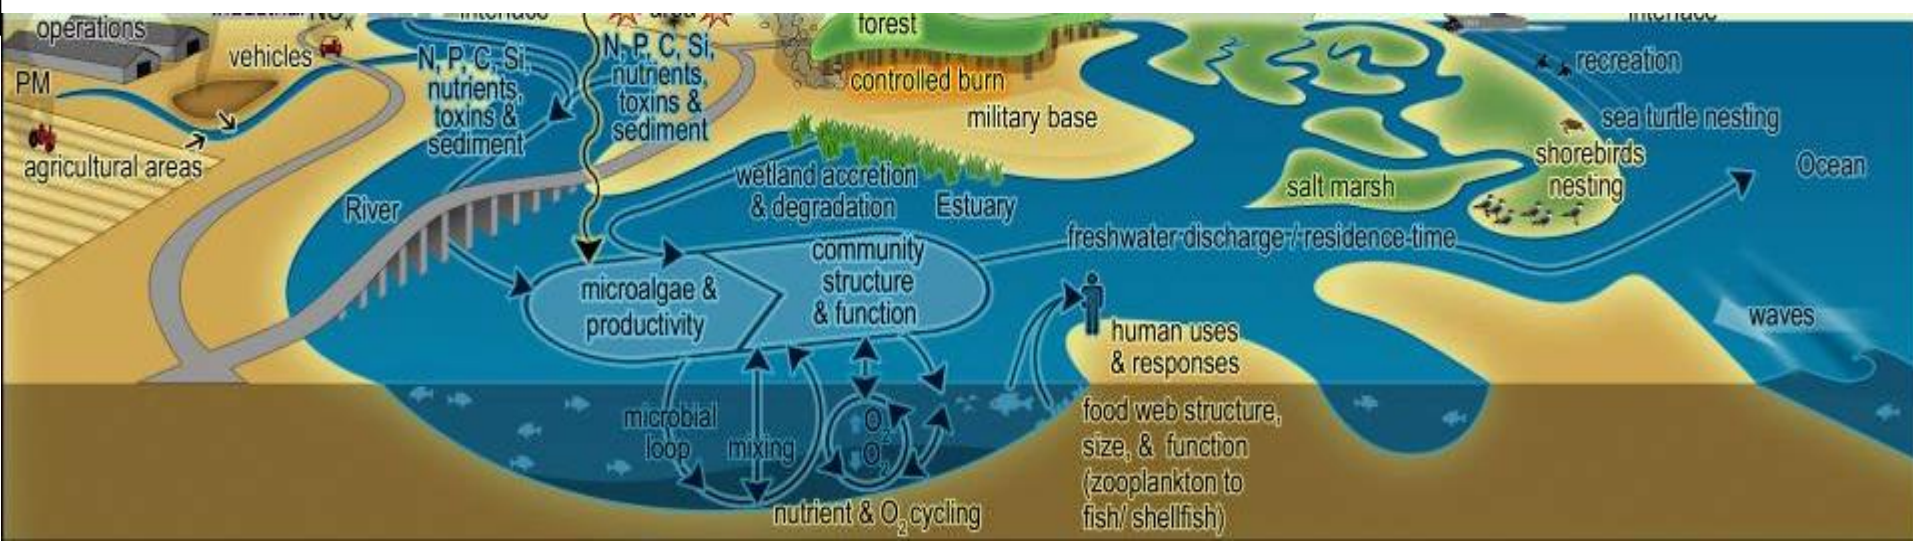 operations
vehicles
PM
agricultural areas
N, P, C, Si,
nutrients,
toxins &
sediment
N, P, C, Si,
nutrients,
toxins &
sediment
forest
controlled burn
military base
recreation
sea turtle nesting
shorebirds
nesting
salt marsh
Ocean
River
wetland accretion
& degradation
Estuary
freshwater discharge / residence time
microalgae &
productivity
community
structure
& function
waves
human uses
& responses
microbial
loop
mixing
O2
O2
nutrient & O2 cycling
food web structure,
size, & function
(zooplankton to
fish/ shellfish)